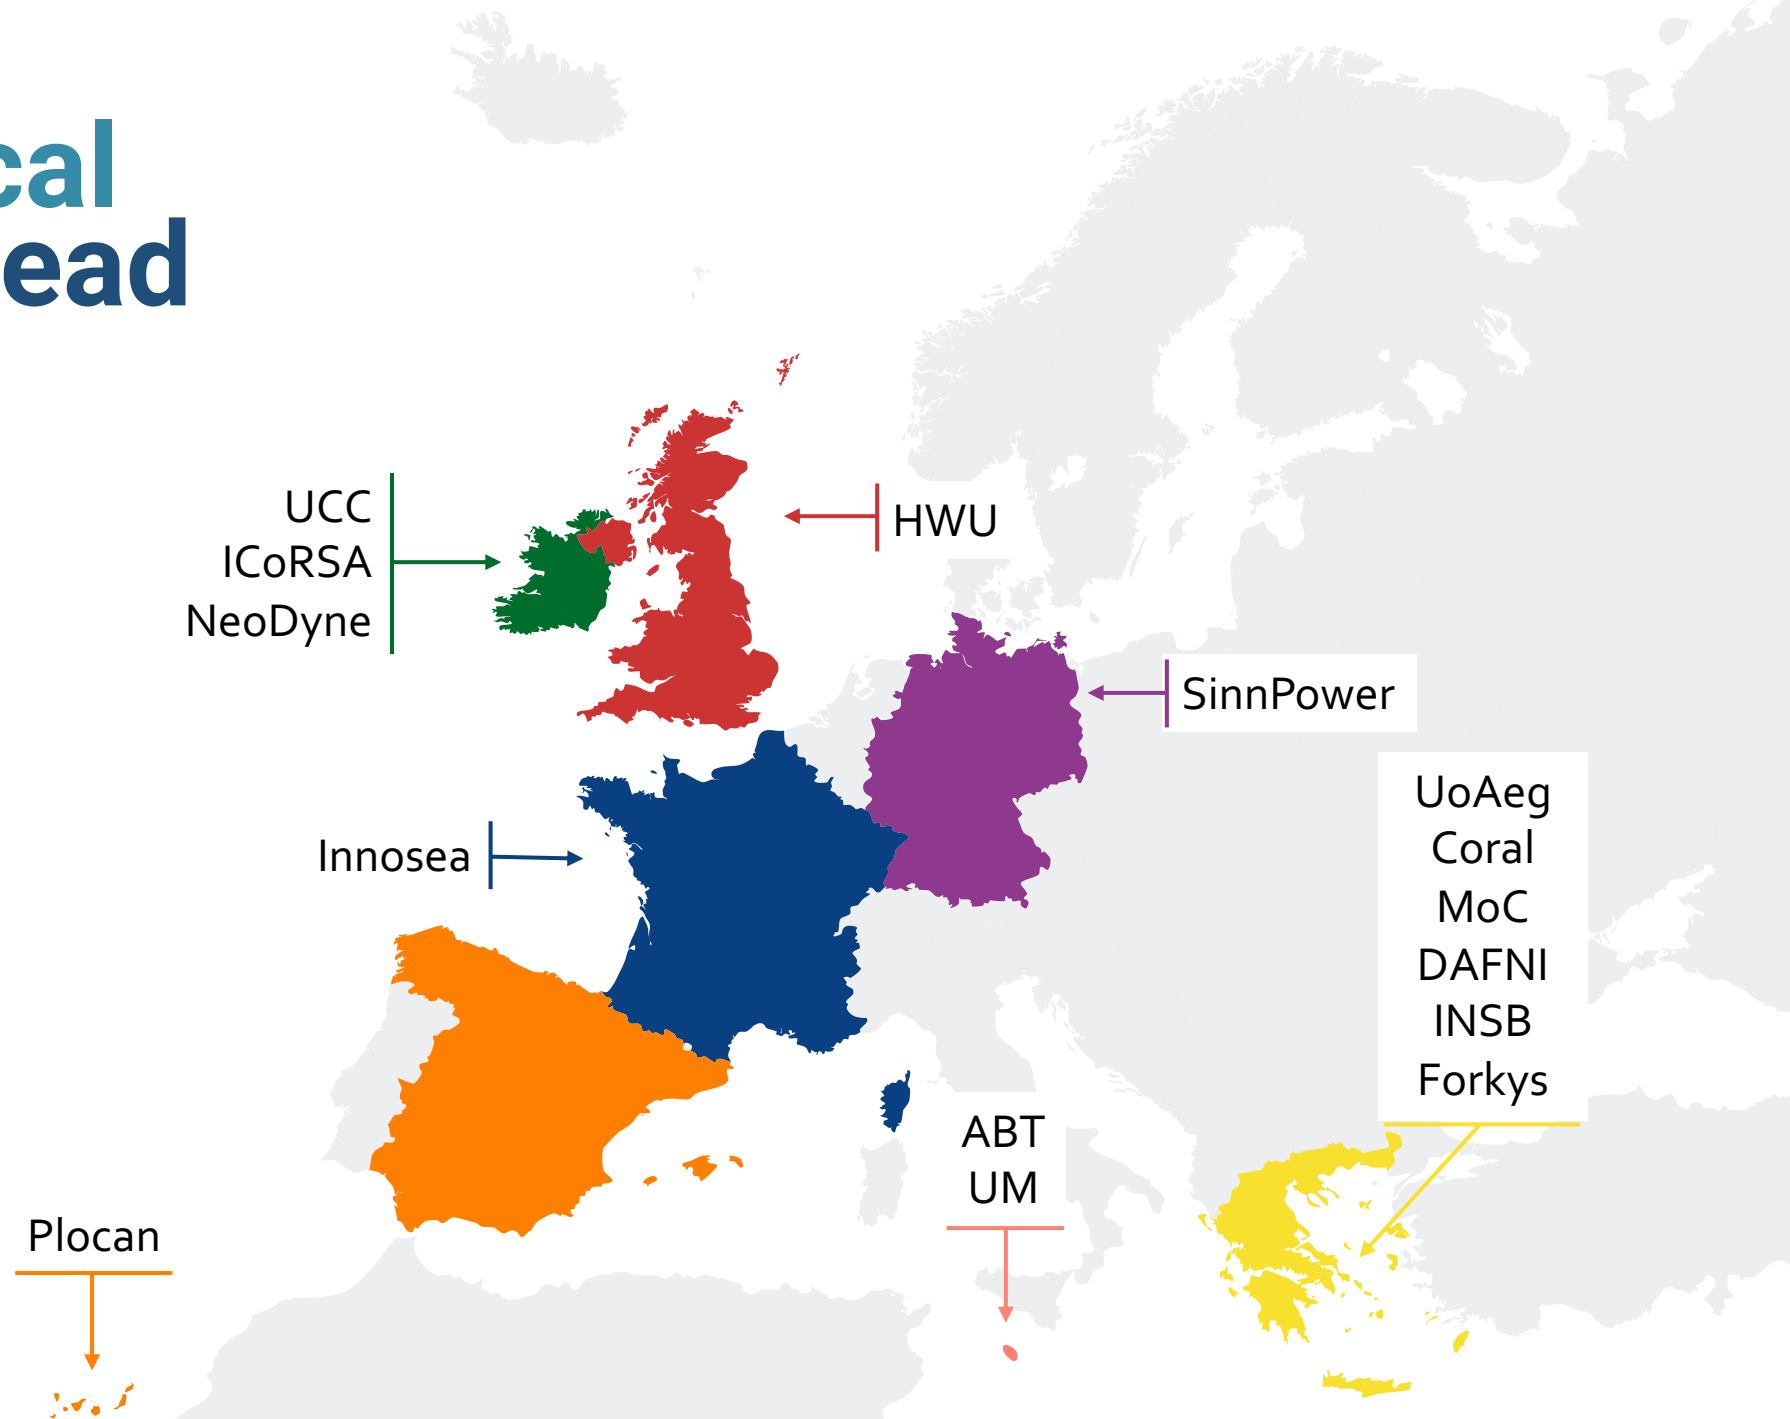 cal
ead
UCC
ICoRSA
NeoDyne
HWU
SinnPower
Innosea
UoAeg
Coral
MoC
DAFNI
INSB
Forkys
ABT
UM
Plocan